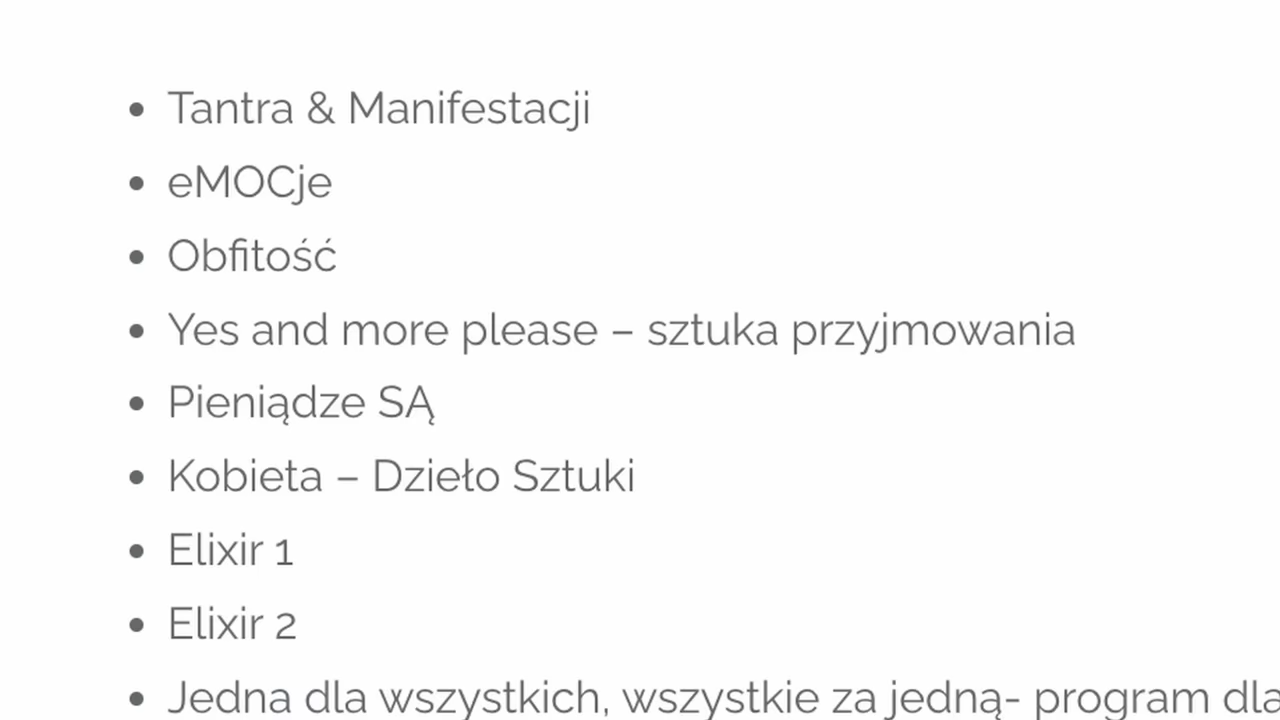 Tantra & Manifestacji
eMOCje
Obfitość
Yes and more please – sztuka przyjmowania
Pieniądze SĄ
Kobieta – Dzieło Sztuki
Elixir 1
Elixir 2
Jedna dla wszystkich, wszystkie za jedną- program dla